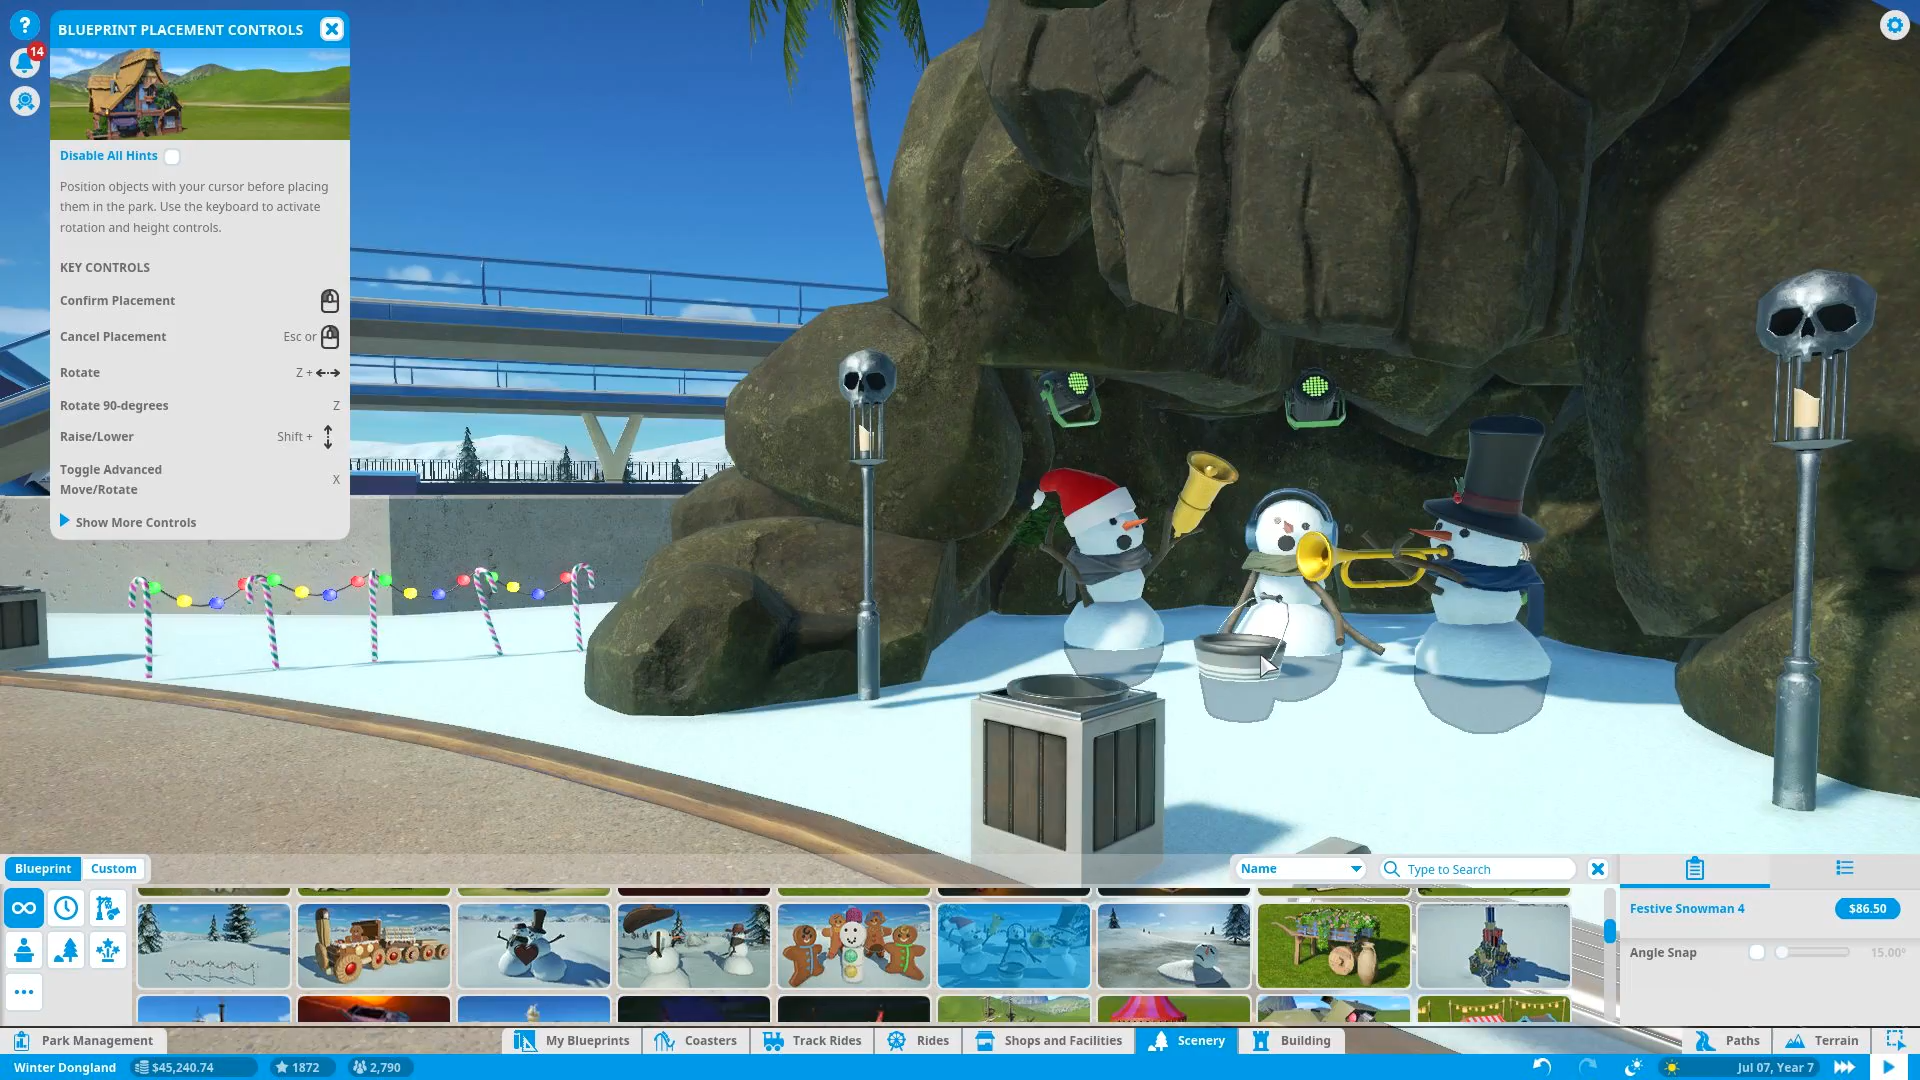 ?
14
BLUEPRINT PLACEMENT CONTROLS
Disable All Hints
Position objects with your cursor before placing
them in the park. Use the keyboard to activate
rotation and height controls.
KEY CONTROLS
Confirm Placement
Cancel Placement Esc or
Rotate Z +
Rotate 90-degrees Z
Raise/Lower Shift +
Toggle Advanced
Move/Rotate X
Show More Controls
Blueprint Custom
Name
Type to Search
Festive Snowman 4 $86.50
Angle Snap 15.00°
Park Management
My Blueprints
Coasters
Track Rides
Rides
Shops and Facilities
Scenery
Building
Paths
Terrain
Winter Dongland $45,240.74 1872 2,790
Jul 07, Year 7